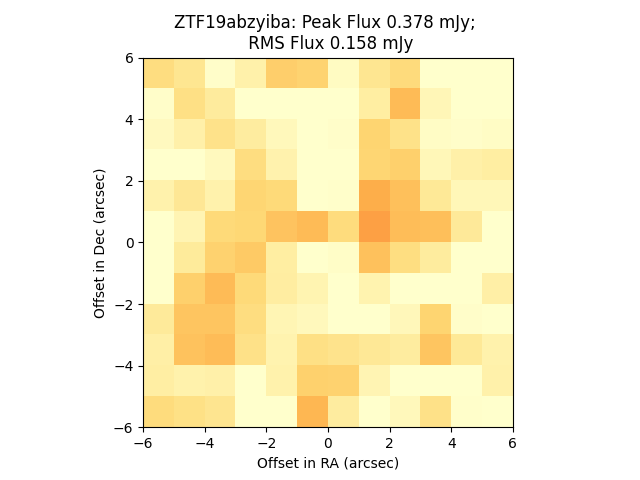 ZTF19abzyiba: Peak Flux 0.378 mJy;
RMS Flux 0.158 mJy
6
4
2
0
−2
−4
−6
Offset in Dec (arcsec)
−6 −4 −2 0 2 4 6
Offset in RA (arcsec)